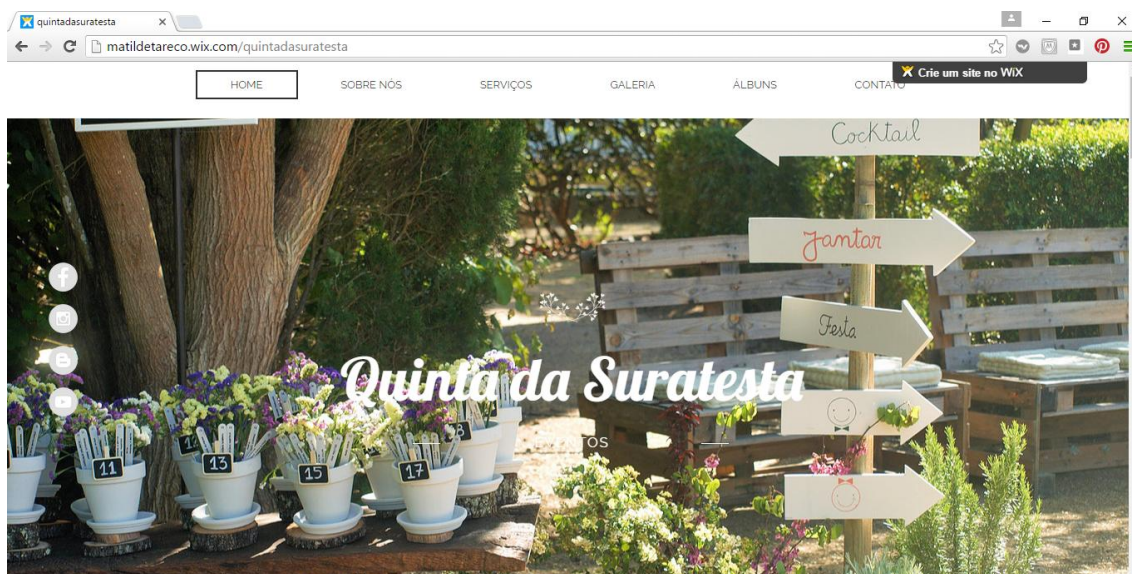 quintadasuratesta
matildetareco.wix.com/quintadasuratesta
Crie um site no WiX
HOME
SOBRE NÓS
SERVIÇOS
GALERIA
ÁLBUNS
CONTATO
Cocktail
Jantar
Festa
Quinta da Suratesta
11
13
15
17